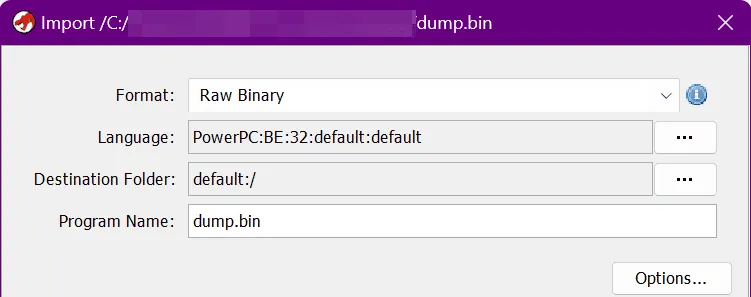 Import /C:/ /dump.bin
Format: Raw Binary
Language: PowerPC:BE:32:default:default ...
Destination Folder: default:/ ...
Program Name: dump.bin
Options...